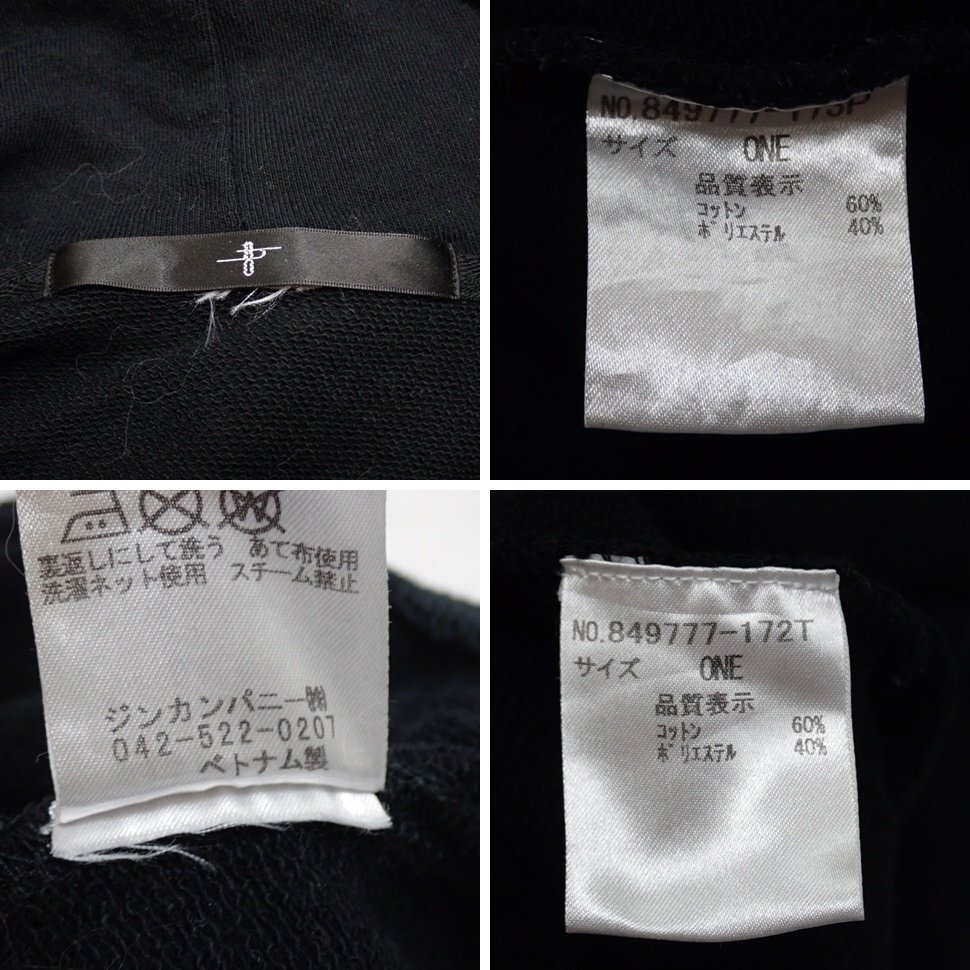 NO.849777-173P
サイズ ONE
品質表示
コットン 60%
ポリエステル 40%
裏返しにして洗う あて布使用
洗濯ネット使用 スチーム禁止
ジンカンパニー㈱
042-522-0207
ベトナム製
NO.849777-172T
サイズ ONE
品質表示
コットン 60%
ポリエステル 40%